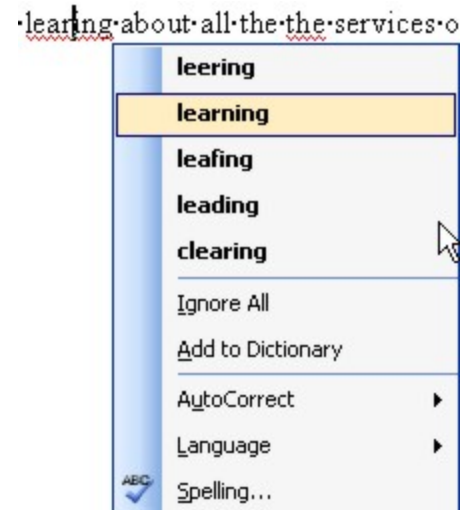 ·learing·about·all·the·the·services·o
leering
learning
leafing
leading
clearing
Ignore All
Add to Dictionary
AutoCorrect
Language
ABC
Spelling...